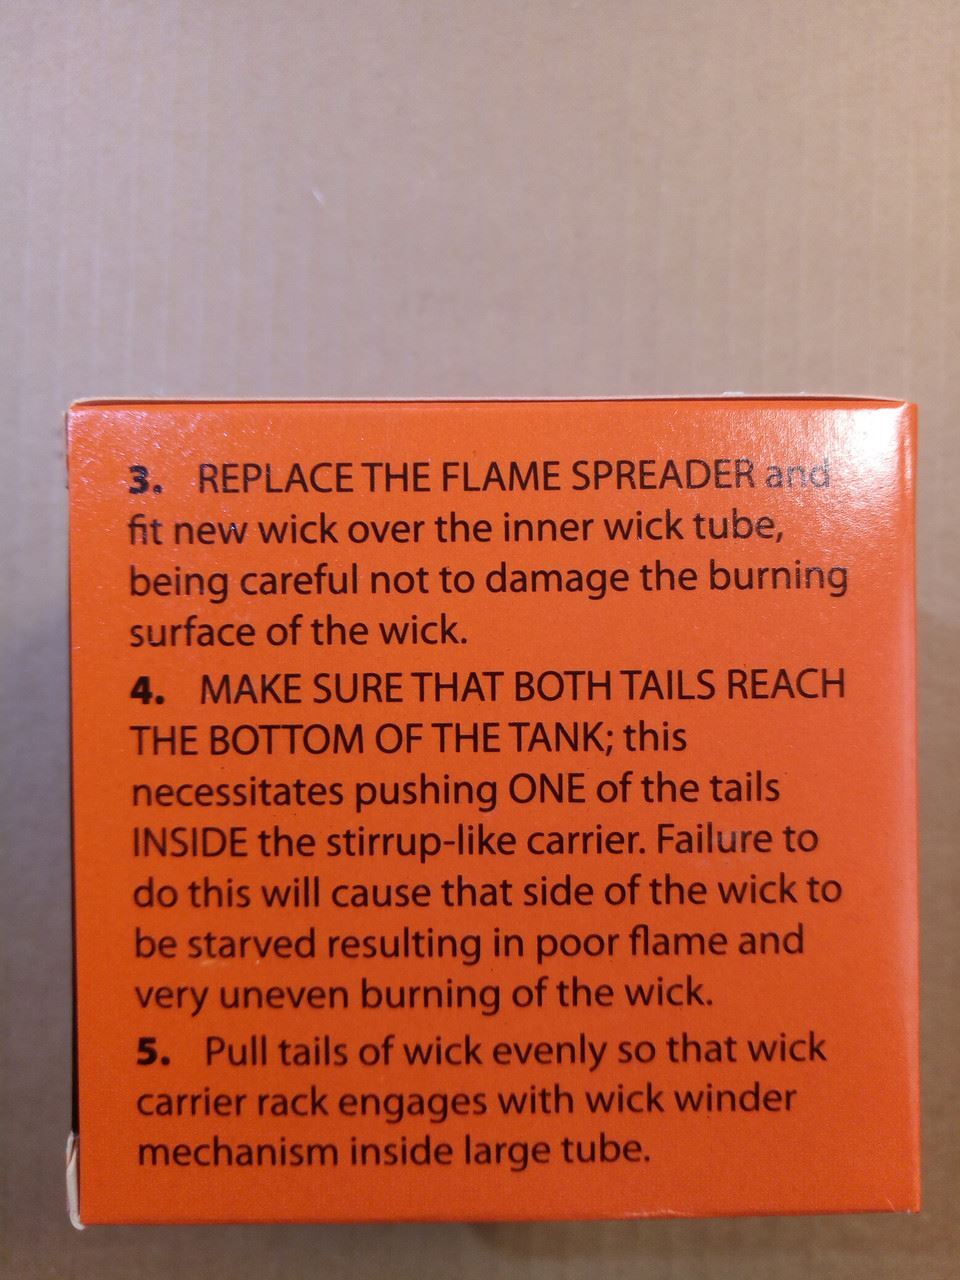 3. REPLACE THE FLAME SPREADER and
fit new wick over the inner wick tube,
being careful not to damage the burning
surface of the wick.
4. MAKE SURE THAT BOTH TAILS REACH
THE BOTTOM OF THE TANK; this
necessitates pushing ONE of the tails
INSIDE the stirrup-like carrier. Failure to
do this will cause that side of the wick to
be starved resulting in poor flame and
very uneven burning of the wick.
5. Pull tails of wick evenly so that wick
carrier rack engages with wick winder
mechanism inside large tube.